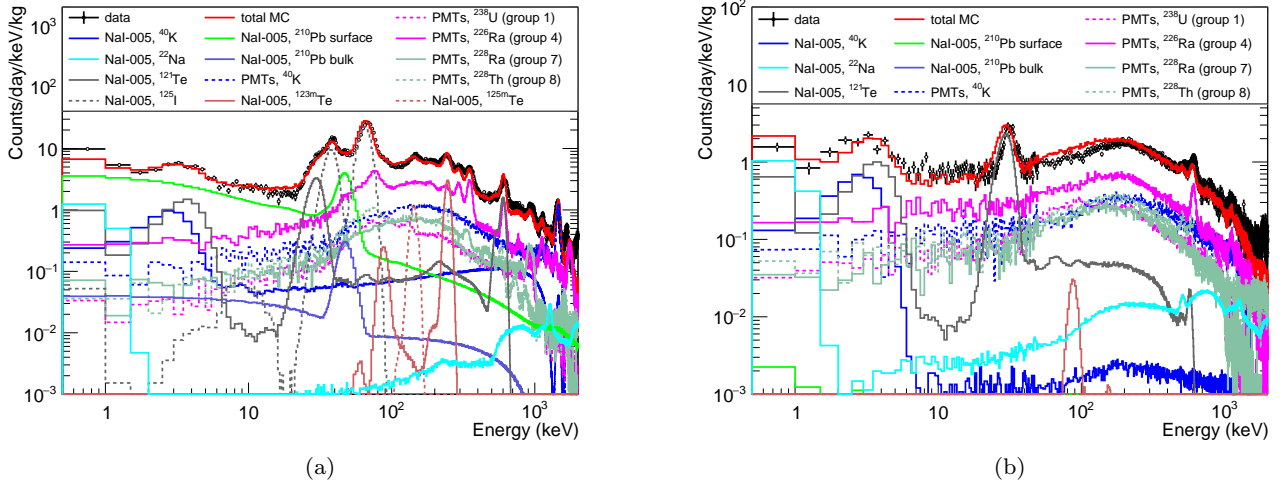 Counts/day/keV/kg
10³
10²
10
1
10⁻¹
10⁻²
10⁻³
data
total MC
PMTs, ²³⁸U (group 1)
NaI-005, ⁴⁰K
NaI-005, ²¹⁰Pb surface
PMTs, ²²⁶Ra (group 4)
NaI-005, ²²Na
NaI-005, ²¹⁰Pb bulk
PMTs, ²²⁸Ra (group 7)
NaI-005, ¹²¹Te
PMTs, ⁴⁰K
PMTs, ²²⁸Th (group 8)
NaI-005, ¹²⁵I
NaI-005, ¹²³ᵐTe
NaI-005, ¹²⁵ᵐTe
1
10
10²
10³
Energy (keV)
(a)
Counts/day/keV/kg
10²
10
1
10⁻¹
10⁻²
10⁻³
data
total MC
PMTs, ²³⁸U (group 1)
NaI-005, ⁴⁰K
NaI-005, ²¹⁰Pb surface
PMTs, ²²⁶Ra (group 4)
NaI-005, ²²Na
NaI-005, ²¹⁰Pb bulk
PMTs, ²²⁸Ra (group 7)
NaI-005, ¹²¹Te
PMTs, ⁴⁰K
PMTs, ²²⁸Th (group 8)
1
10
10²
10³
Energy (keV)
(b)